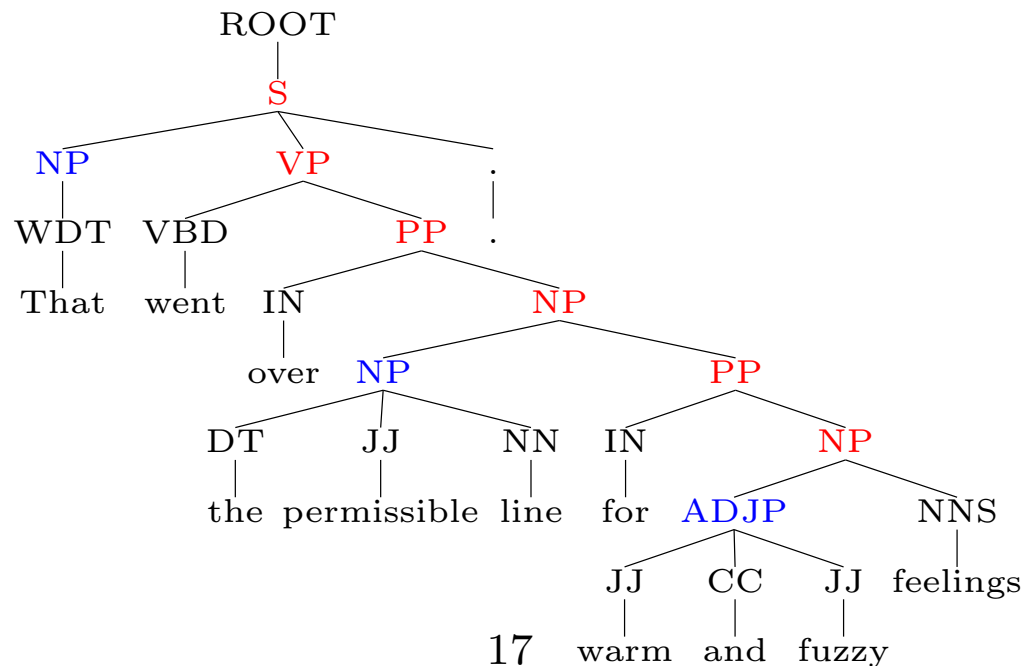 ROOT
S
NP VP .
WDT VBD PP .
That went IN NP
over NP PP
DT JJ NN IN NP
the permissible line for ADJP NNS
JJ CC JJ feelings
17 warm and fuzzy